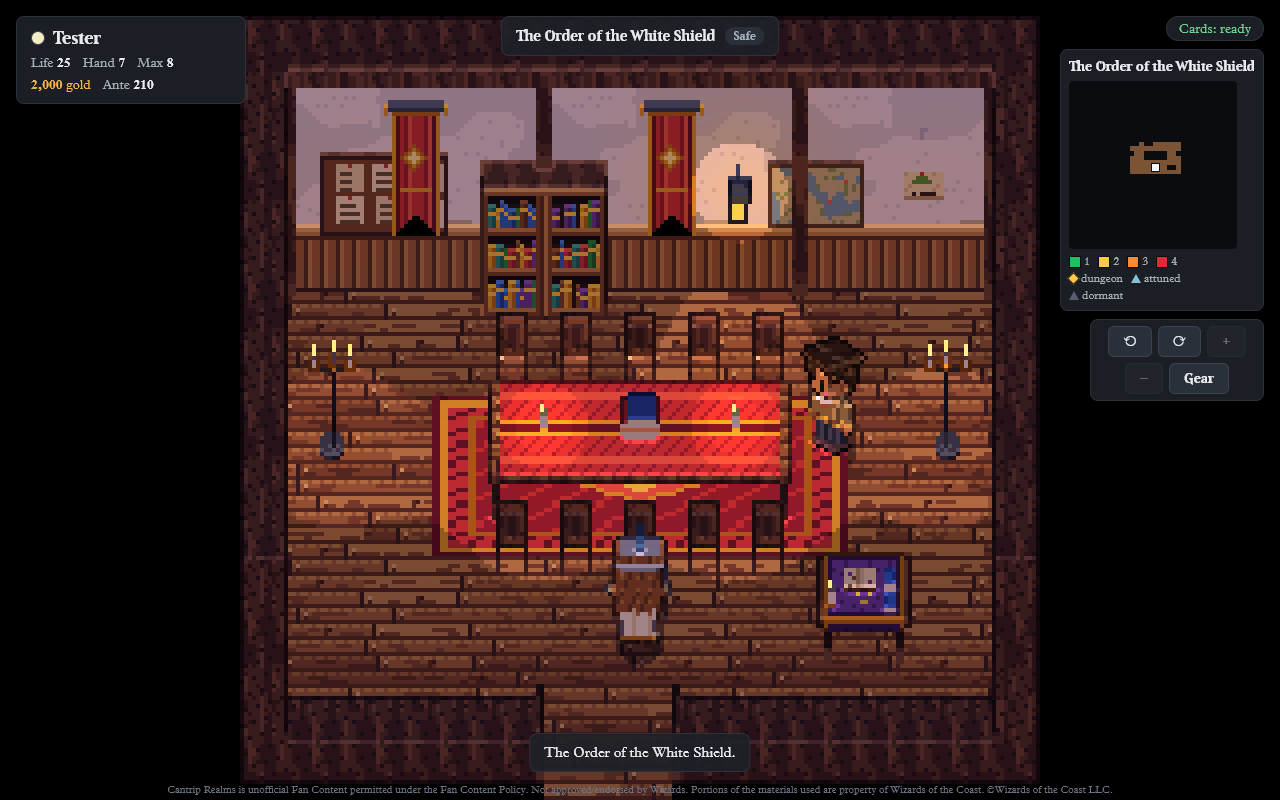 Tester
Life 25 Hand 7 Max 8
2,000 gold Ante 210
The Order of the White Shield Safe
Cards: ready
The Order of the White Shield
1 2 3 4
dungeon attuned
dormant
Gear
The Order of the White Shield.
Cantrip Realms is unofficial Fan Content permitted under the Fan Content Policy. Not approved/endorsed by Wizards. Portions of the materials used are property of Wizards of the Coast. ©Wizards of the Coast LLC.